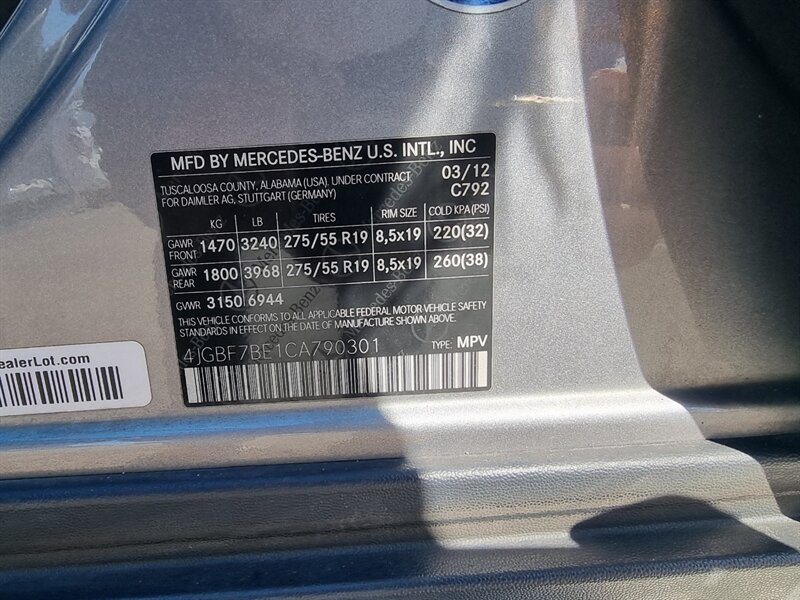 MFD BY MERCEDES-BENZ U.S. INTL., INC
TUSCALOOSA COUNTY, ALABAMA (USA). UNDER CONTRACT 03/12
FOR DAIMLER AG, STUTTGART (GERMANY) C792
KG LB TIRES RIM SIZE COLD KPA (PSI)
GAWR FRONT 1470 3240 275/55 R19 8,5x19 220(32)
GAWR REAR 1800 3968 275/55 R19 8,5x19 260(38)
GVWR 3150 6944
THIS VEHICLE CONFORMS TO ALL APPLICABLE FEDERAL MOTOR VEHICLE SAFETY
STANDARDS IN EFFECT ON THE DATE OF MANUFACTURE SHOWN ABOVE.
4JGBF7BE1CA790301 TYPE: MPV
ealerLot.com